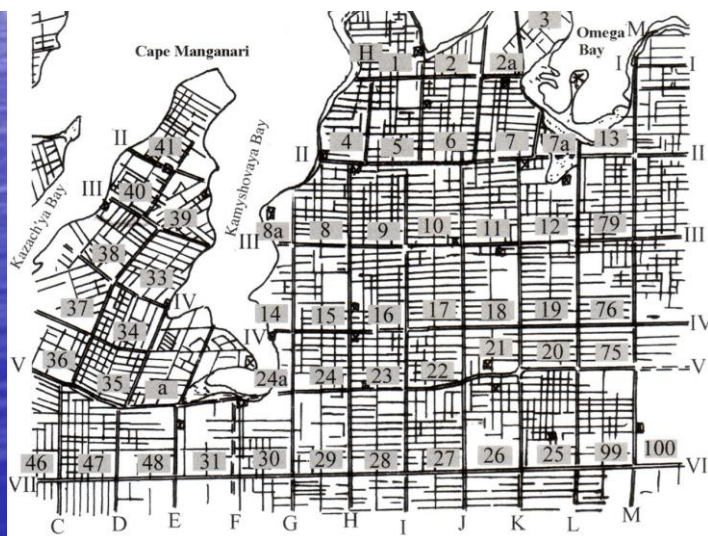 3
M
Omega
Bay
Cape Manganari
H
1
2
2a
I
I
II
41
4
5
6
7
7a
13
II
II
III
40
39
Kamyshovaya Bay
Kazach'ya Bay
8a
8
9
10
11
12
79
III
III
38
33
37
IV
34
14
15
16
17
18
19
76
IV
IV
V
36
35
a
24a
24
23
22
21
20
75
V
46
47
48
31
30
29
28
27
26
25
99
100
VII
VI
C
D
E
F
G
H
I
J
K
L
M